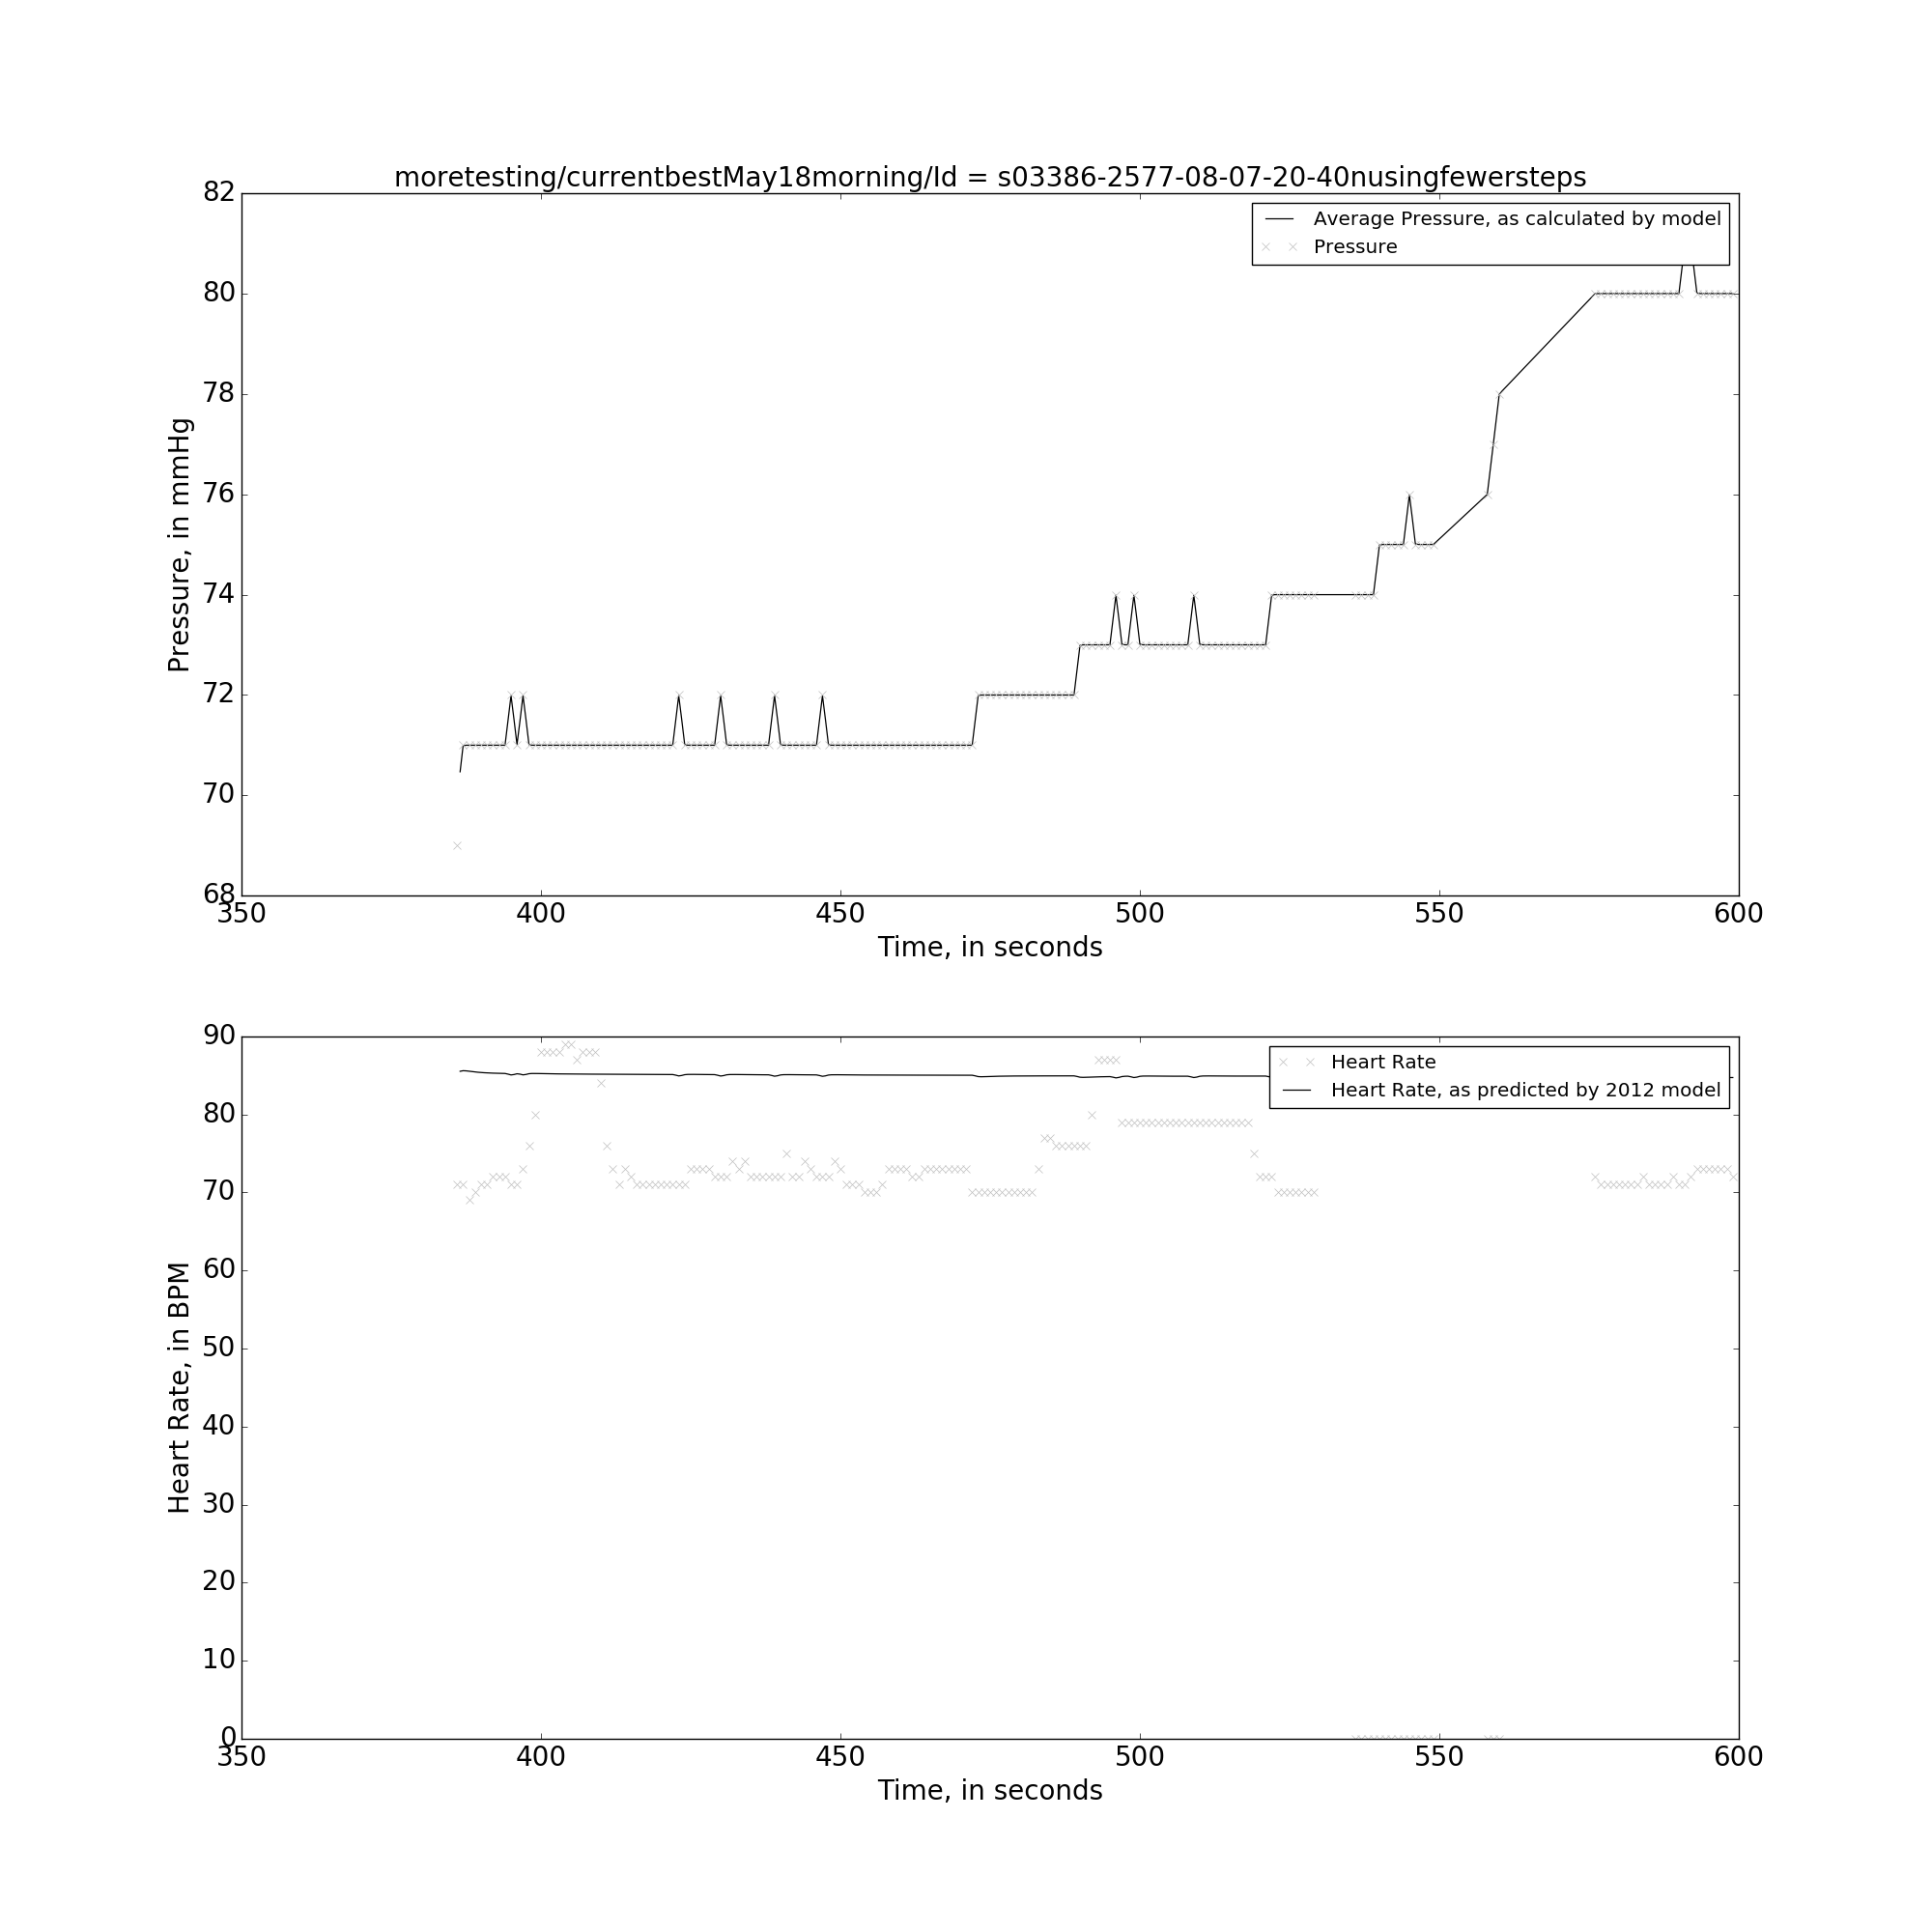 moretesting/currentbestMay18morning/Id = s03386-2577-08-07-20-40nusingfewersteps
82
80
78
76
74
72
70
68
Pressure, in mmHg
Average Pressure, as calculated by model
Pressure
350 400 450 500 550 600
Time, in seconds
90
80
70
60
50
40
30
20
10
0
Heart Rate, in BPM
Heart Rate
Heart Rate, as predicted by 2012 model
350 400 450 500 550 600
Time, in seconds